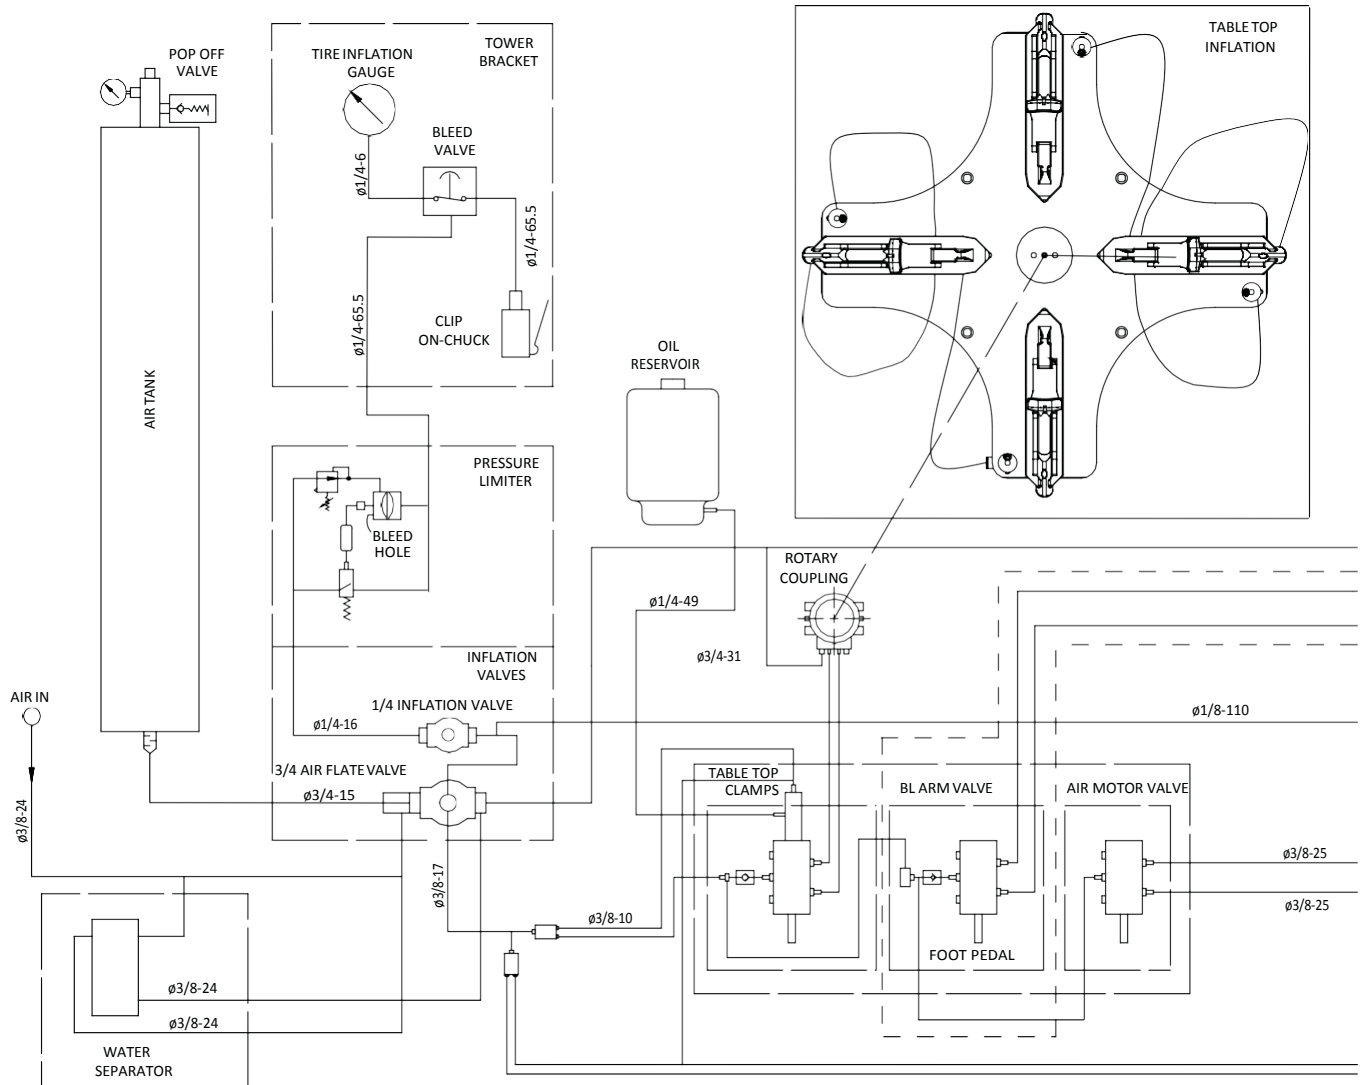 TOWER
BRACKET
TABLE TOP
INFLATION
POP OFF
VALVE
TIRE INFLATION
GAUGE
BLEED
VALVE
ø1/4-6
ø1/4-65.5
ø1/4-65.5
CLIP
ON-CHUCK
OIL
RESERVOIR
AIR TANK
PRESSURE
LIMITER
BLEED
HOLE
ROTARY
COUPLING
ø1/4-49
ø3/4-31
INFLATION
VALVES
AIR IN
1/4 INFLATION VALVE
ø1/4-16
ø1/8-110
3/4 AIR FLATE VALVE
ø3/4-15
TABLE TOP
CLAMPS
BL ARM VALVE
AIR MOTOR VALVE
ø3/8-24
ø3/8-17
ø3/8-25
ø3/8-10
ø3/8-25
FOOT PEDAL
ø3/8-24
ø3/8-24
WATER
SEPARATOR